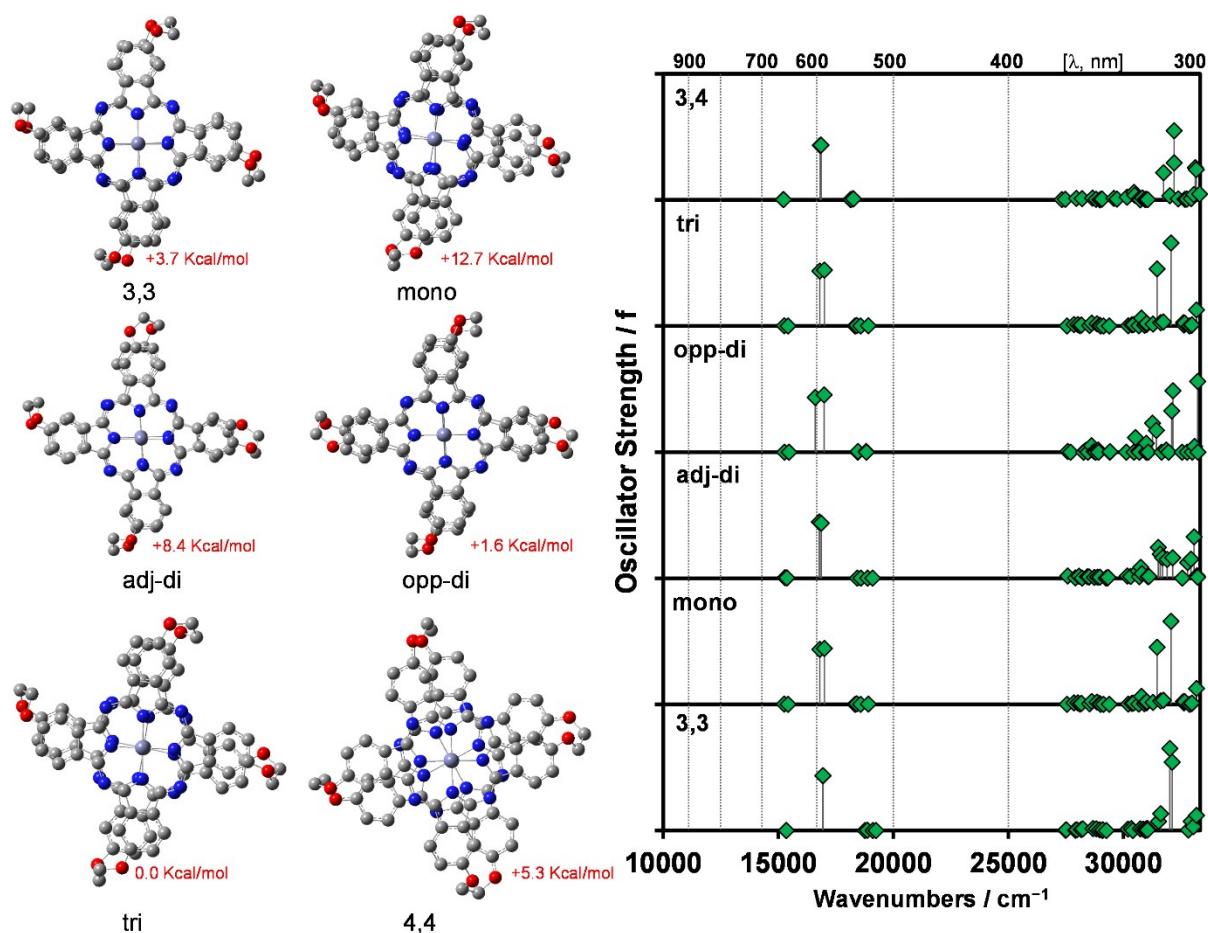 +3.7 Kcal/mol
3,3
+12.7 Kcal/mol
mono
+8.4 Kcal/mol
adj-di
+1.6 Kcal/mol
opp-di
0.0 Kcal/mol
tri
+5.3 Kcal/mol
4,4
900 800 700 600 500 400 [λ, nm] 300
3,4
tri
opp-di
adj-di
mono
3,3
Oscillator Strength / f
10000 15000 20000 25000 30000
Wavenumbers / cm⁻¹